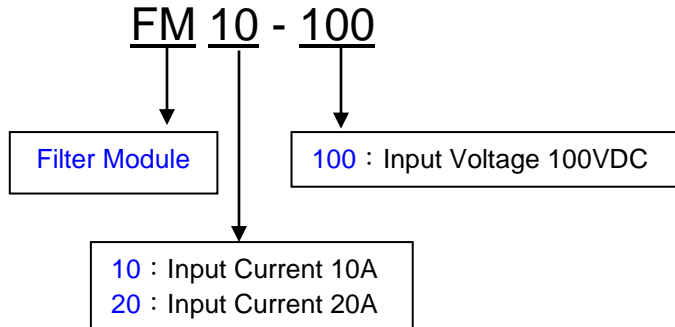 FM 10 - 100
Filter Module
100：Input Voltage 100VDC
10：Input Current 10A
20：Input Current 20A